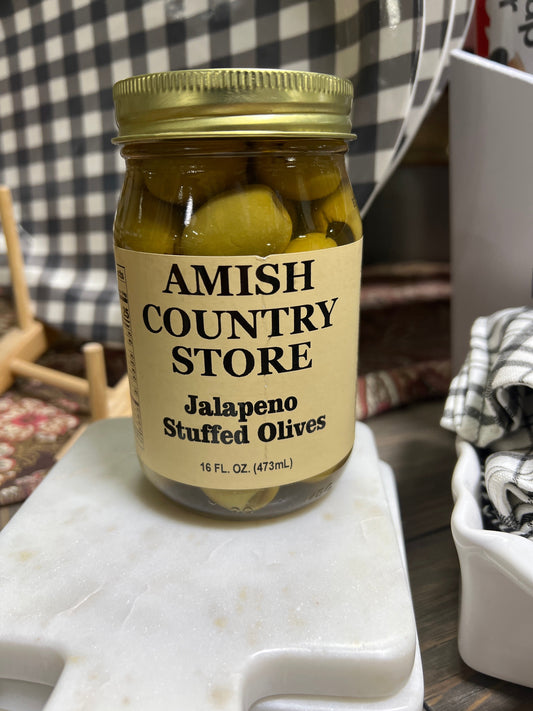 AMISH
COUNTRY
STORE
Jalapeno
Stuffed Olives
16 FL. OZ. (473mL)